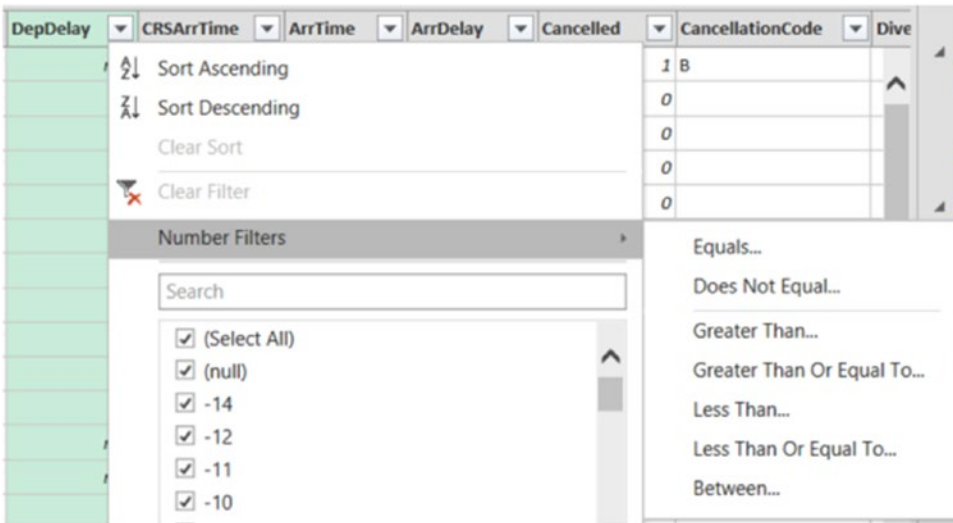 DepDelay CRSArrTime ArrTime ArrDelay Cancelled CancellationCode Dive
Sort Ascending 1 B
Sort Descending 0
Clear Sort 0
Clear Filter 0
0
Number Filters
Equals...
Does Not Equal...
Search
Greater Than...
(Select All)
(null)
Greater Than Or Equal To...
-14
Less Than...
-12
Less Than Or Equal To...
-11
Between...
-10